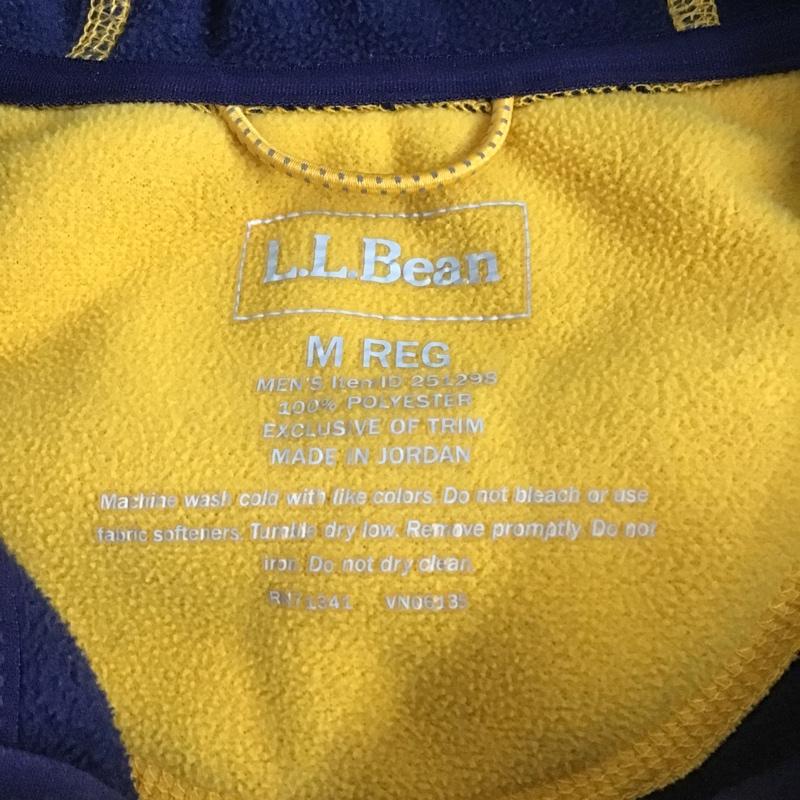 L.L.Bean
M REG
MEN'S Item ID 251298
100% POLYESTER
EXCLUSIVE OF TRIM
MADE IN JORDAN
Machine wash cold with like colors. Do not bleach or use
fabric softeners. Tumble dry low. Remove promptly. Do not
iron. Do not dry clean.
RN71341 VN06135